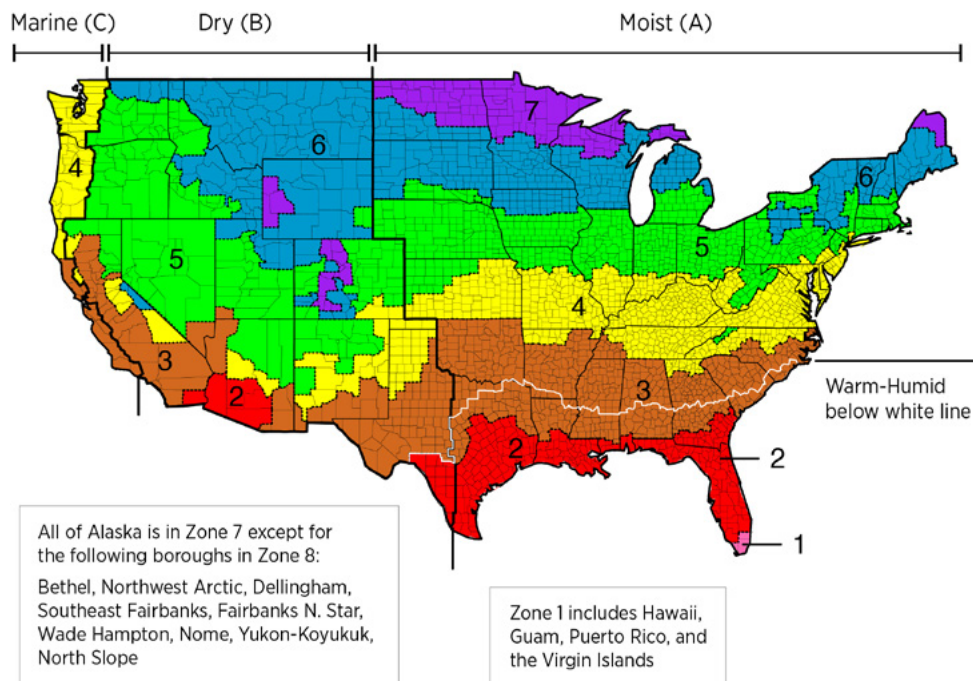 Marine (C)
Dry (B)
Moist (A)
7
6
4
6
5
5
4
3
3
2
2
Warm-Humid
below white line
2
1
All of Alaska is in Zone 7 except for
the following boroughs in Zone 8:
Bethel, Northwest Arctic, Dellingham,
Southeast Fairbanks, Fairbanks N. Star,
Wade Hampton, Nome, Yukon-Koyukuk,
North Slope
Zone 1 includes Hawaii,
Guam, Puerto Rico, and
the Virgin Islands